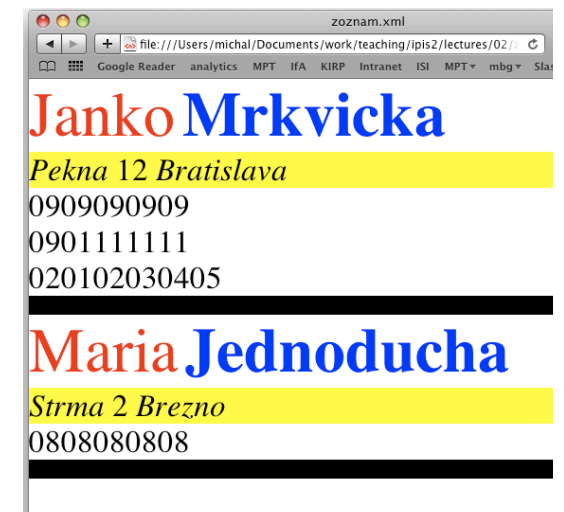 zoznam.xml
file:///Users/michal/Documents/work/teaching/ipis2/lectures/02/
Google Reader analytics MPT IfA KIRP Intranet ISI MPT mbg
Janko Mrkvicka
Pekna 12 Bratislava
0909090909
0901111111
020102030405
Maria Jednoducha
Strma 2 Brezno
0808080808